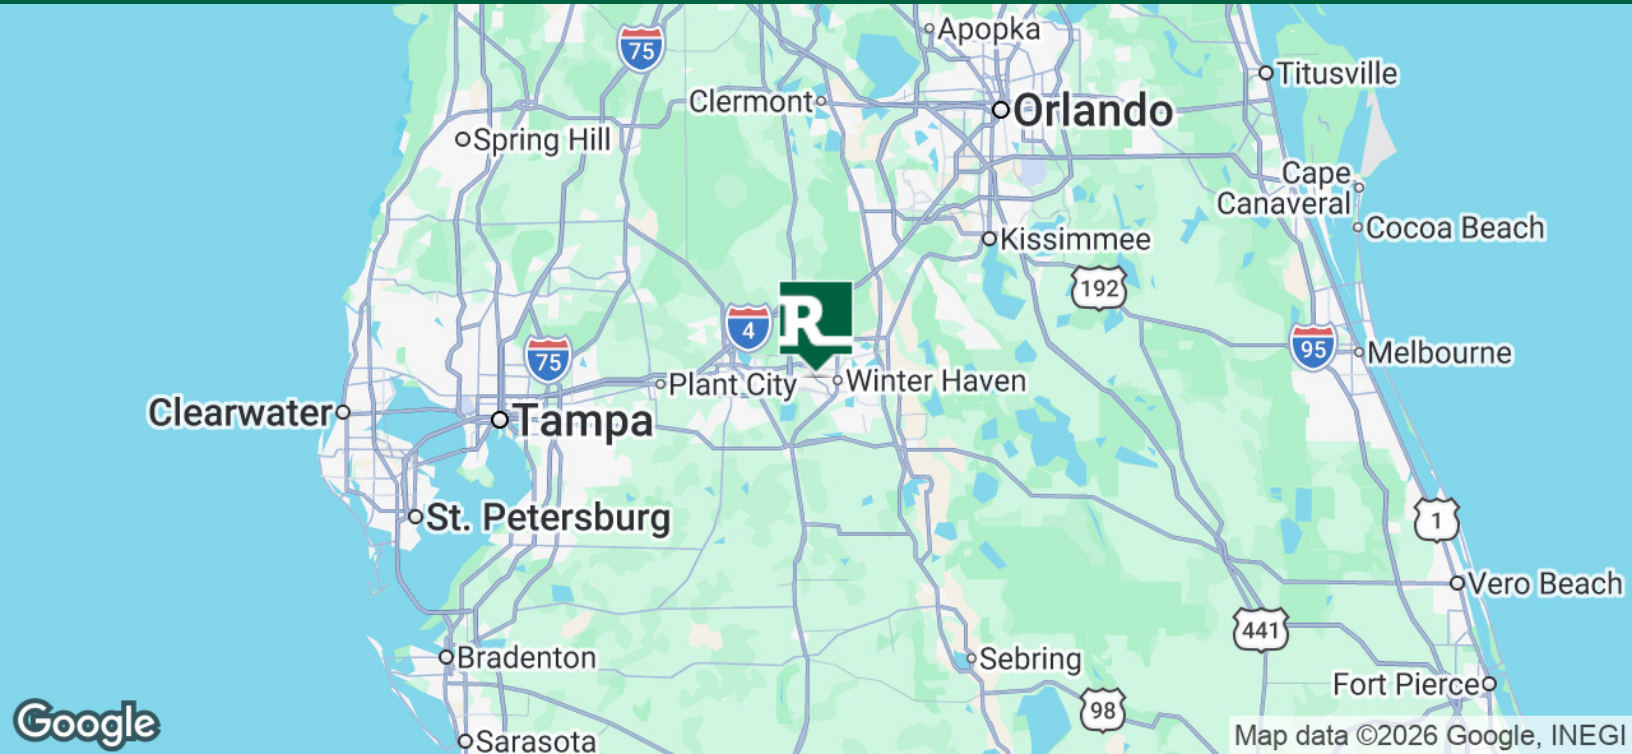 Apopka
75
Titusville
Clermont
Orlando
Spring Hill
Cape
Canaveral
Cocoa Beach
Kissimmee
192
R
4
75
95
Melbourne
Plant City
Winter Haven
Clearwater
Tampa
St. Petersburg
1
Vero Beach
441
Bradenton
Sebring
Fort Pierce
98
Google
Sarasota
Map data ©2026 Google, INEGI